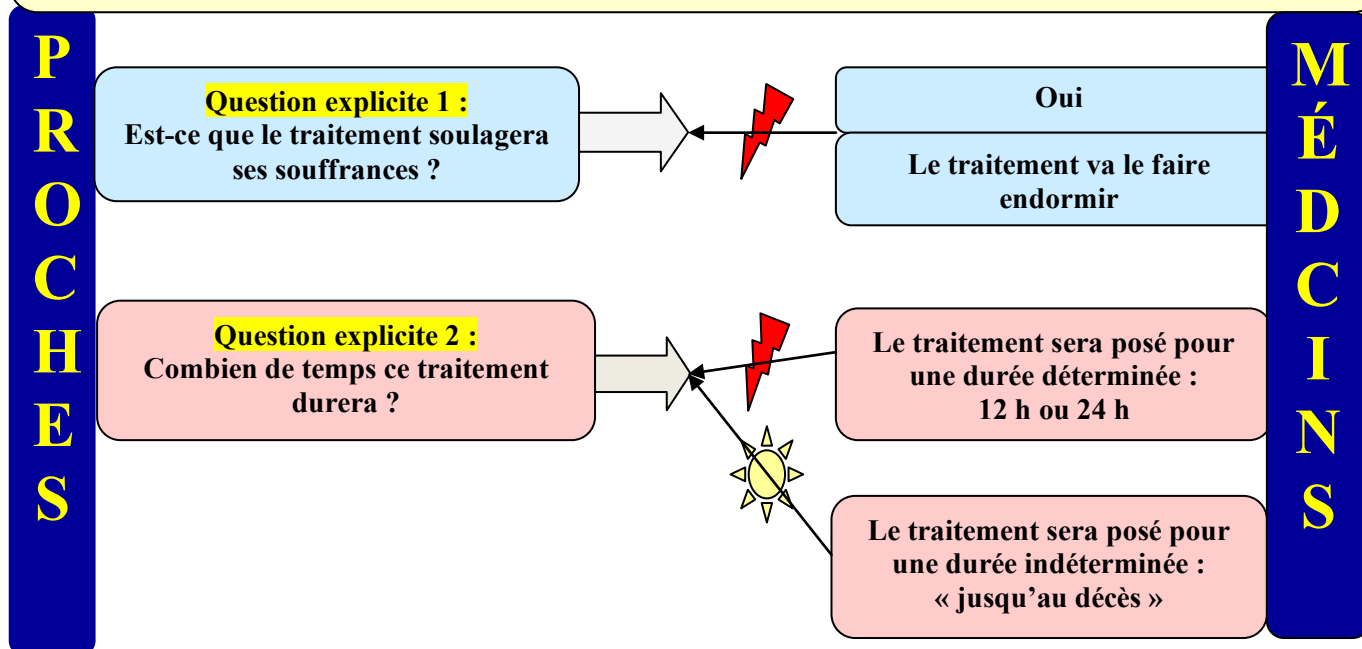 PROCHES
Question explicite 1 :
Est-ce que le traitement soulagera
ses souffrances ?
Oui
Le traitement va le faire
endormir
Question explicite 2 :
Combien de temps ce traitement
durera ?
Le traitement sera posé pour
une durée déterminée :
12 h ou 24 h
Le traitement sera posé pour
une durée indéterminée :
« jusqu’au décès »
MÉDCINS